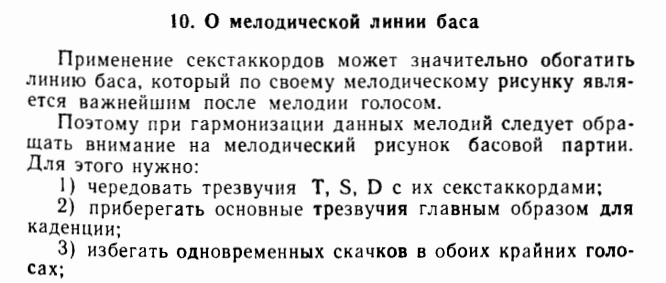 10. О мелодической линии баса
Применение секстаккордов может значительно обогатить
линию баса, который по своему мелодическому рисунку явля-
ется важнейшим после мелодии голосом.
Поэтому при гармонизации данных мелодий следует обра-
щать внимание на мелодический рисунок басовой партии.
Для этого нужно:
1) чередовать трезвучия T, S, D с их секстаккордами;
2) приберегать основные трезвучия главным образом для
каденции;
3) избегать одновременных скачков в обоих крайних голо-
сах;